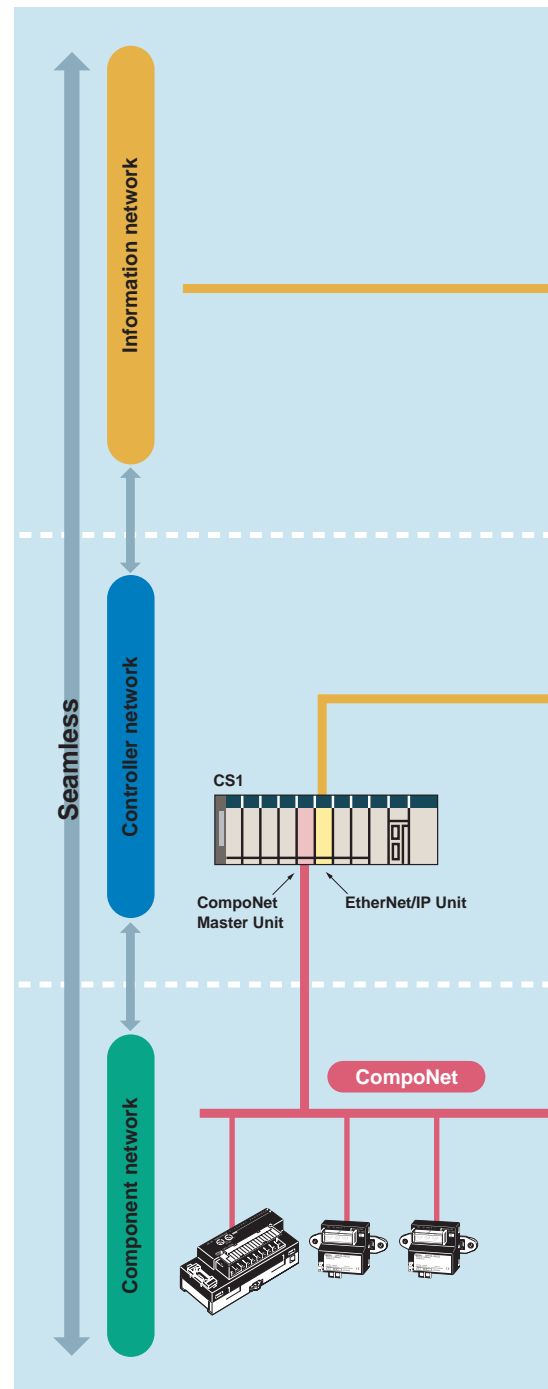 Information network
Seamless
Controller network
CS1
CompoNet
Master Unit
EtherNet/IP Unit
CompoNet
Component network